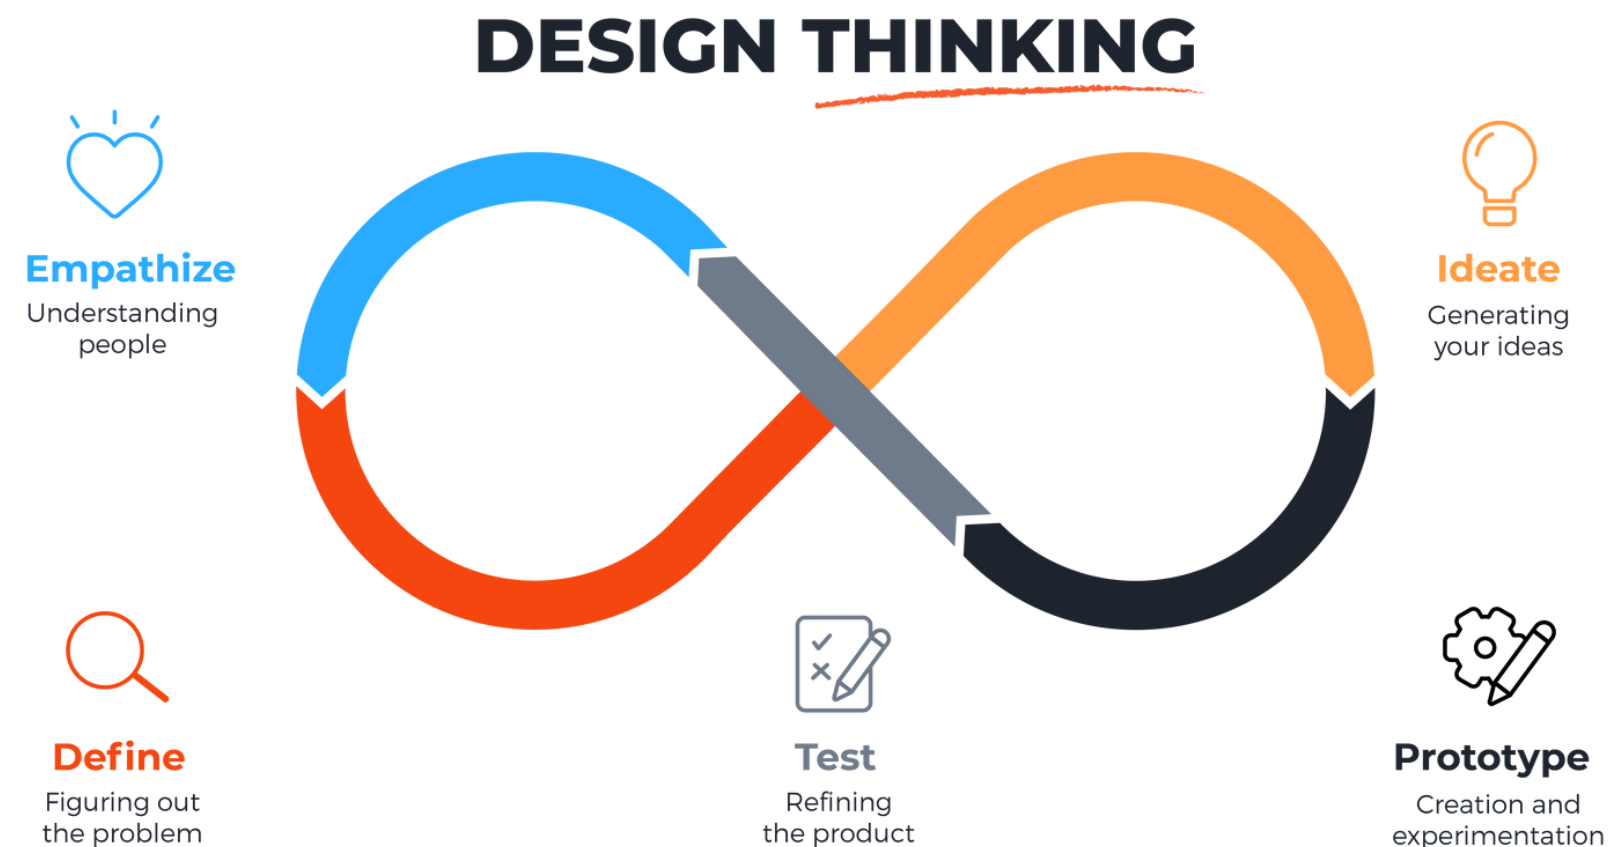 DESIGN THINKING
Empathize
Understanding
people
Ideate
Generating
your ideas
Define
Figuring out
the problem
Test
Refining
the product
Prototype
Creation and
experimentation